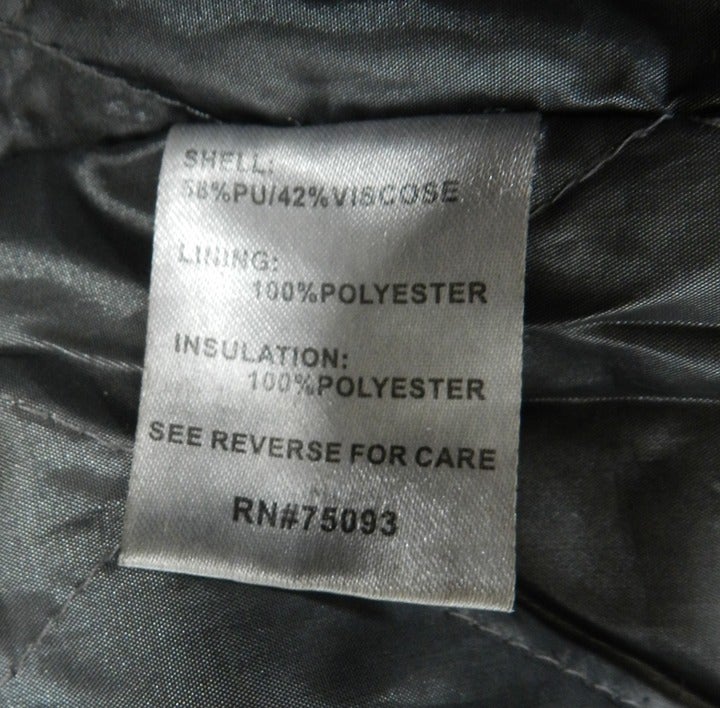 SHELL:
58%PU/42%VISCOSE
LINING:
100%POLYESTER
INSULATION:
100%POLYESTER
SEE REVERSE FOR CARE
RN#75093